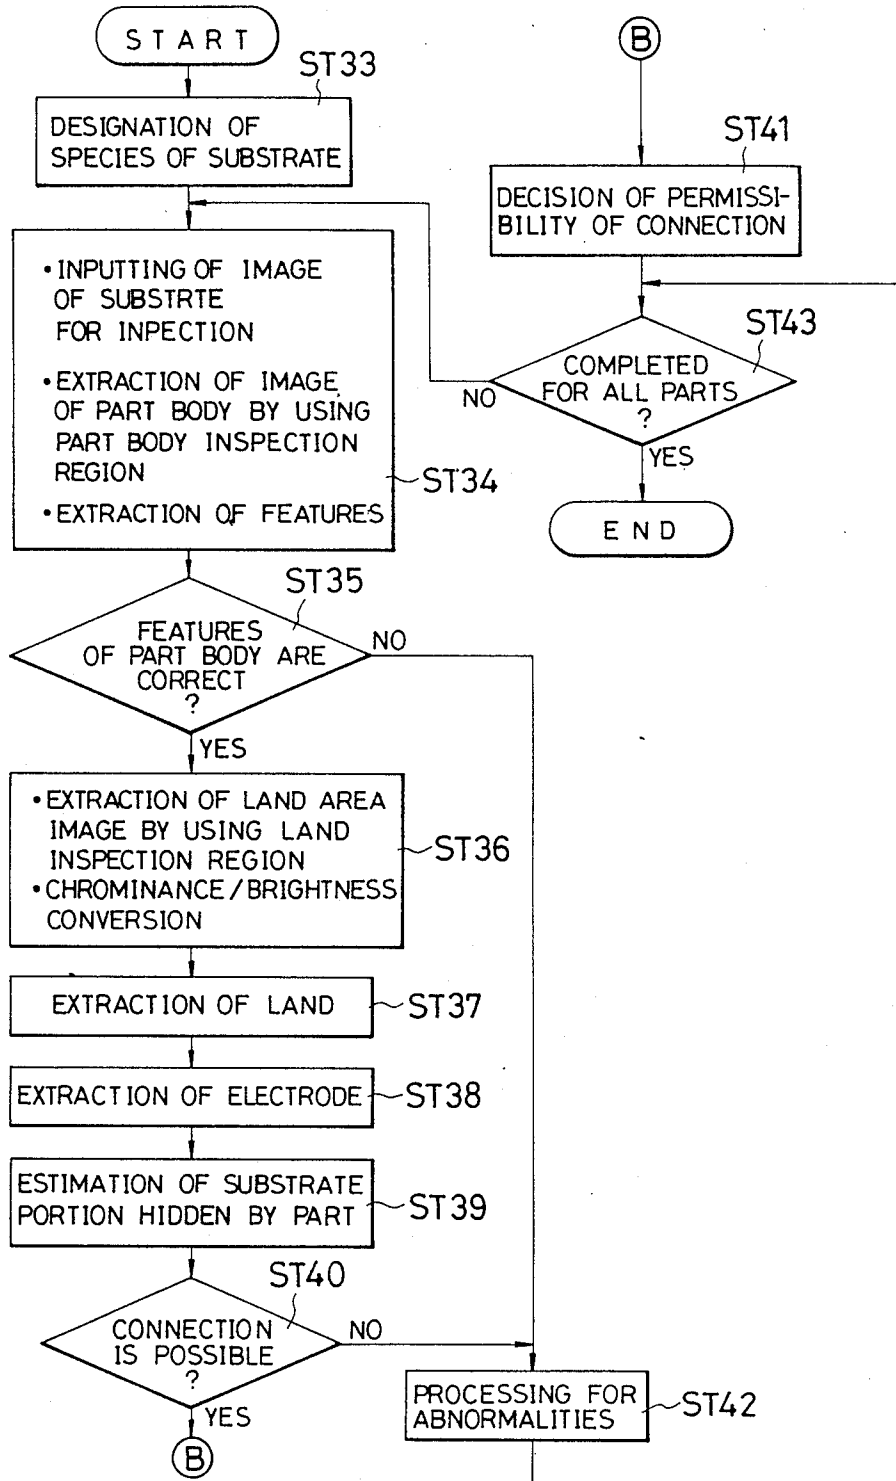 START
ST33
DESIGNATION OF
SPECIES OF SUBSTRATE
• INPUTTING OF IMAGE
OF SUBSTRTE
FOR INPECTION
• EXTRACTION OF IMAGE
OF PART BODY BY USING
PART BODY INSPECTION
REGION
• EXTRACTION OF FEATURES
ST34
ST35
FEATURES
OF PART BODY ARE
CORRECT
?
NO
YES
• EXTRACTION OF LAND AREA
IMAGE BY USING LAND
INSPECTION REGION
• CHROMINANCE/BRIGHTNESS
CONVERSION
ST36
EXTRACTION OF LAND
ST37
EXTRACTION OF ELECTRODE
ST38
ESTIMATION OF SUBSTRATE
PORTION HIDDEN BY PART
ST39
ST40
CONNECTION
IS POSSIBLE
?
NO
YES
B
PROCESSING FOR
ABNORMALITIES
ST42
B
ST41
DECISION OF PERMISSI-
BILITY OF CONNECTION
ST43
COMPLETED
FOR ALL PARTS
?
NO
YES
END